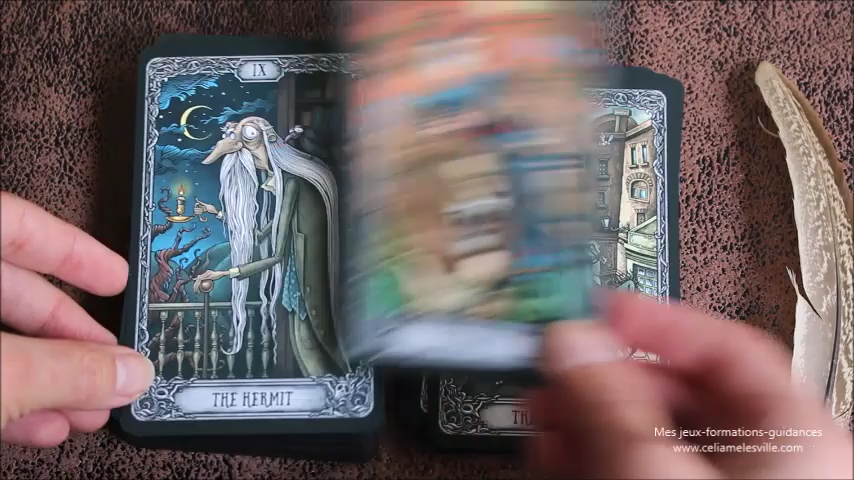 IX
THE HERMIT
Mes jeux-formations-guidances
www.celiamelesville.com